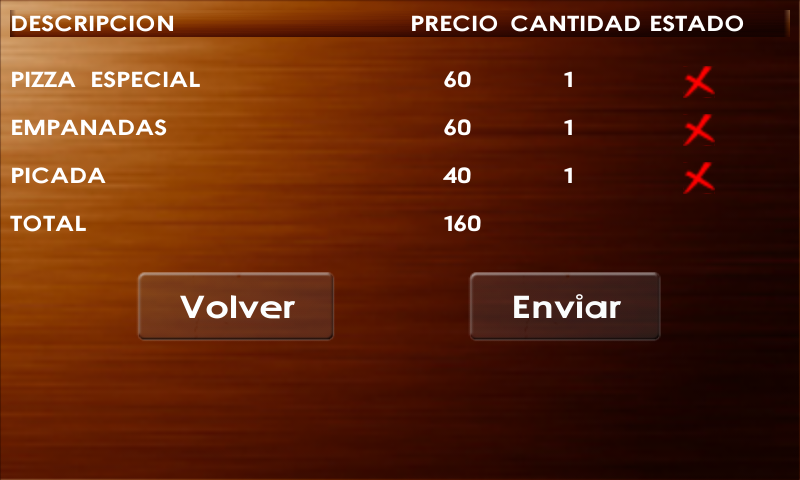 DESCRIPCION PRECIO CANTIDAD ESTADO
PIZZA ESPECIAL 60 1
EMPANADAS 60 1
PICADA 40 1
TOTAL 160
Volver Enviar